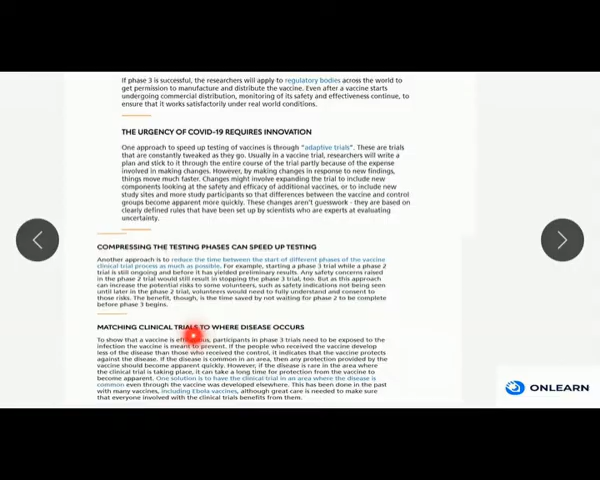 If phase 3 is successful, the researchers will apply to regulatory bodies across the world to
get permission to manufacture and distribute the vaccine. Even after a vaccine starts
undergoing commercial distribution, monitoring of its safety and effectiveness continue, to
ensure that it works satisfactorily under real world conditions.
THE URGENCY OF COVID-19 REQUIRES INNOVATION
One approach to speed up testing of vaccines is through "adaptive trials". These are trials
that are constantly tweaked as they go. Usually in a vaccine trial, researchers will write a
plan and stick to it through the entire course of the trial partly because of the expense
involved in making changes. However, by making changes in response to new findings,
things move much faster. Changes might involve expanding the trial to include new
components looking at the safety and efficacy of additional vaccines, or to include new
study sites and more study participants so that differences between the vaccine and control
groups become apparent more quickly. These changes aren't guesswork - they are based on
clearly defined rules that have been set up by scientists who are experts at evaluating
uncertainty.
COMPRESSING THE TESTING PHASES CAN SPEED UP TESTING
Another approach is to reduce the time between the start of different phases of the vaccine
clinical trial process as much as possible. For example, starting a phase 3 trial while a phase 2
trial is still ongoing and before it has yielded preliminary results. Any safety concerns raised
in the phase 2 trial would still result in stopping the phase 3 trial, too. But as this approach
can increase the potential risks to some volunteers, such as safety indications not being seen
until later in the phase 2 trial, volunteers would need to fully understand and consent to
those risks. The benefit, though, is the time saved by not waiting for phase 2 to be complete
before phase 3 begins.
MATCHING CLINICAL TRIALS TO WHERE DISEASE OCCURS
To show that a vaccine is efficacious, participants in phase 3 trials need to be exposed to the
infection the vaccine is meant to prevent. If the people who received the vaccine develop
less of the disease than those who received the control, it indicates that the vaccine protects
against the disease. If the disease is common in an area, then any protection provided by the
vaccine should become apparent quickly. However, if the disease is rare in the area where
the clinical trial is taking place, it can take a long time for protection from the vaccine to
become apparent. One solution is to have the clinical trial in an area where the disease is
common even through the vaccine was developed elsewhere. This has been done in the past
with many vaccines, including Ebola vaccines, although great care is needed to make sure
that everyone involved with the clinical trials benefits from them.
ONLEARN